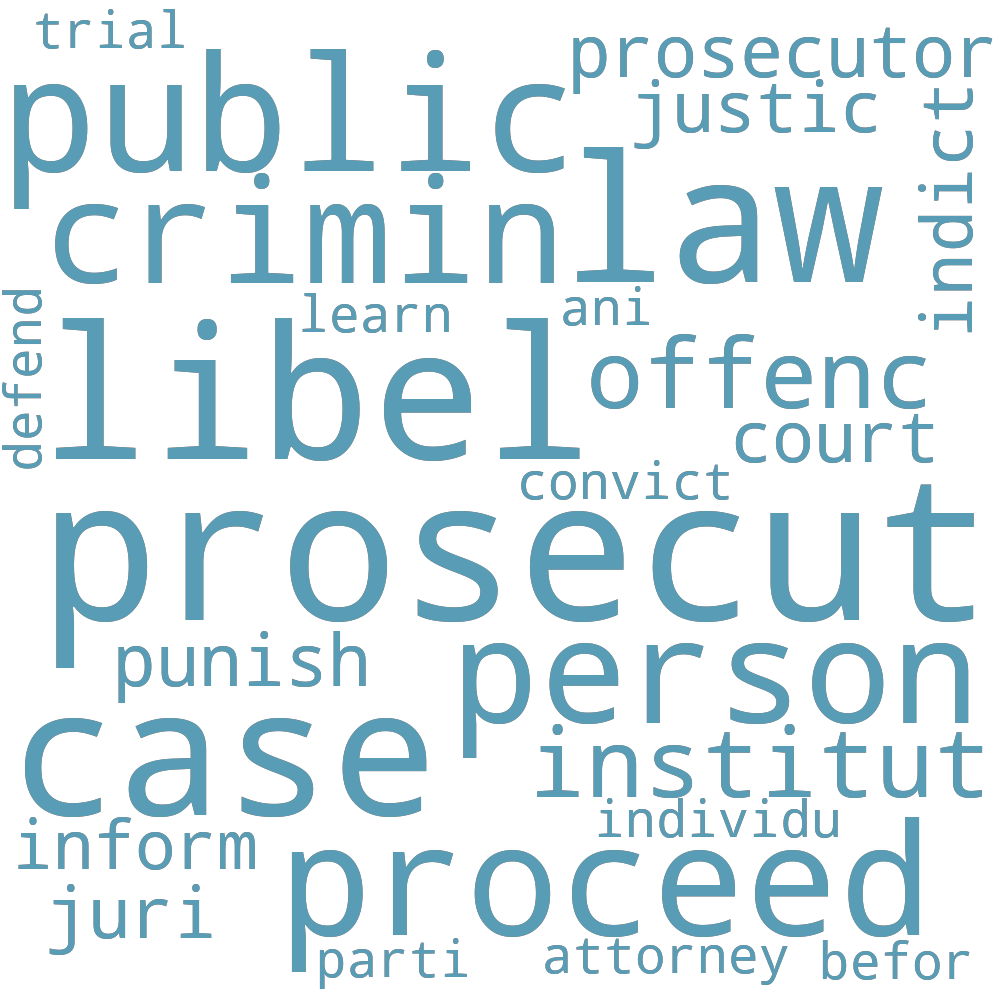 trial
prosecutor
public
justic
indict
crimin
law
defend
learn
ani
libel
offenc
court
convict
prosecut
punish
person
case
institut
individu
inform
proceed
juri
parti
attorney
befor